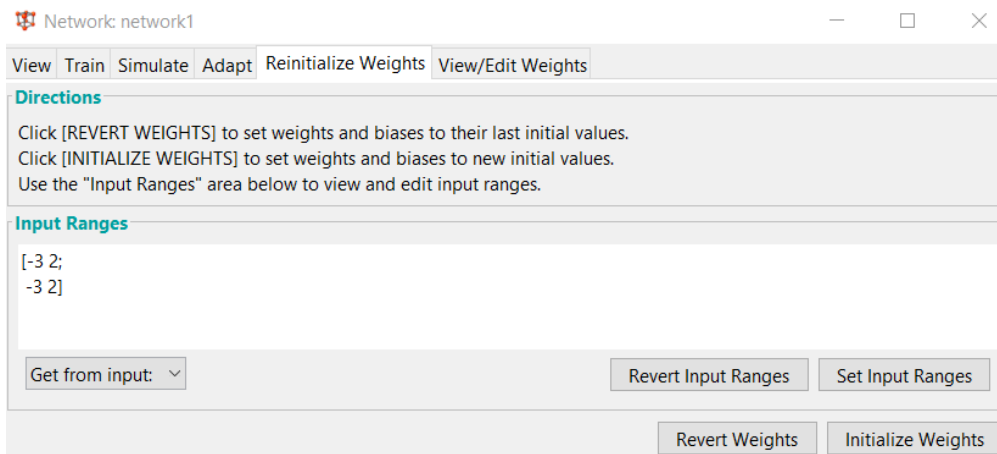 Network: network1
View Train Simulate Adapt Reinitialize Weights View/Edit Weights
Directions
Click [REVERT WEIGHTS] to set weights and biases to their last initial values.
Click [INITIALIZE WEIGHTS] to set weights and biases to new initial values.
Use the "Input Ranges" area below to view and edit input ranges.
Input Ranges
[-3 2;
-3 2]
Get from input: Revert Input Ranges Set Input Ranges
Revert Weights Initialize Weights